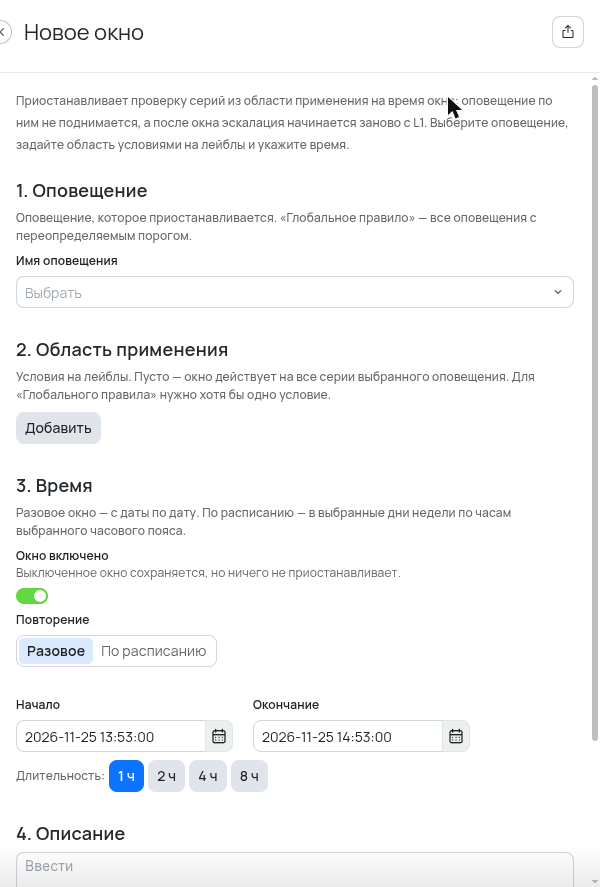 Новое окно
Приостанавливает проверку серий из области применения на время окна: оповещение по
ним не поднимается, а после окна эскалация начинается заново с L1. Выберите оповещение,
задайте область условиями на лейблы и укажите время.
1. Оповещение
Оповещение, которое приостанавливается. «Глобальное правило» — все оповещения с
переопределяемым порогом.
Имя оповещения
Выбрать
2. Область применения
Условия на лейблы. Пусто — окно действует на все серии выбранного оповещения. Для
«Глобального правила» нужно хотя бы одно условие.
Добавить
3. Время
Разовое окно — с даты по дату. По расписанию — в выбранные дни недели по часам
выбранного часового пояса.
Окно включено
Выключенное окно сохраняется, но ничего не приостанавливает.
Повторение
Разовое По расписанию
Начало Окончание
2026-11-25 13:53:00 2026-11-25 14:53:00
Длительность: 1 ч 2 ч 4 ч 8 ч
4. Описание
Ввести